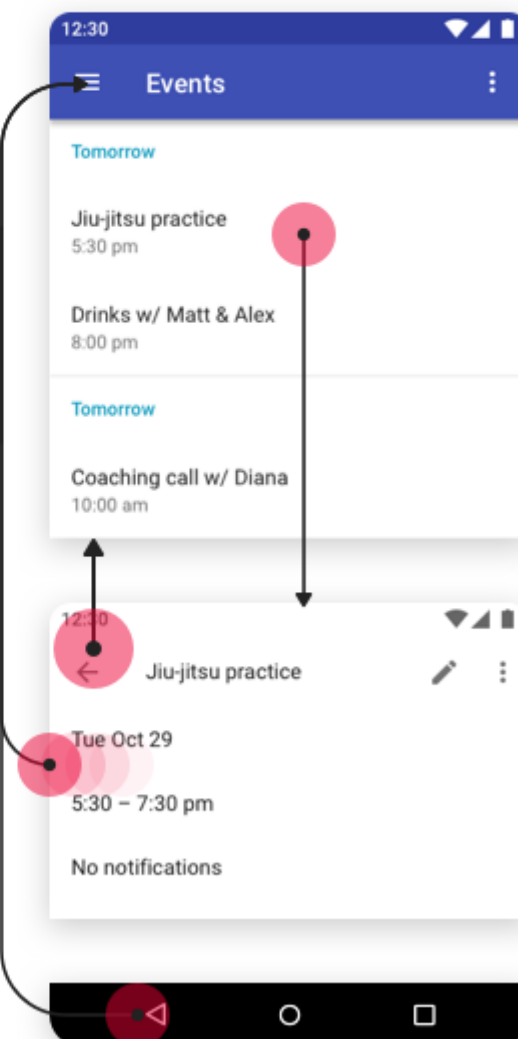 12:30
Events
Tomorrow
Jiu-jitsu practice
5:30 pm
Drinks w/ Matt & Alex
8:00 pm
Tomorrow
Coaching call w/ Diana
10:00 am
12:30
Jiu-jitsu practice
Tue Oct 29
5:30 – 7:30 pm
No notifications